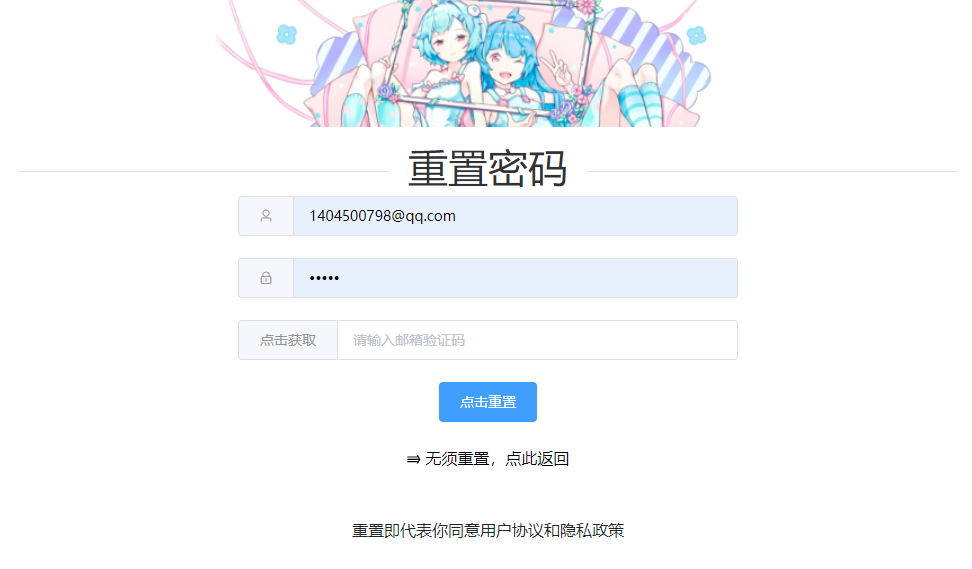 重置密码
1404500798@qq.com
•••••
点击获取 请输入邮箱验证码
点击重置
⇛ 无须重置，点此返回
重置即代表你同意用户协议和隐私政策